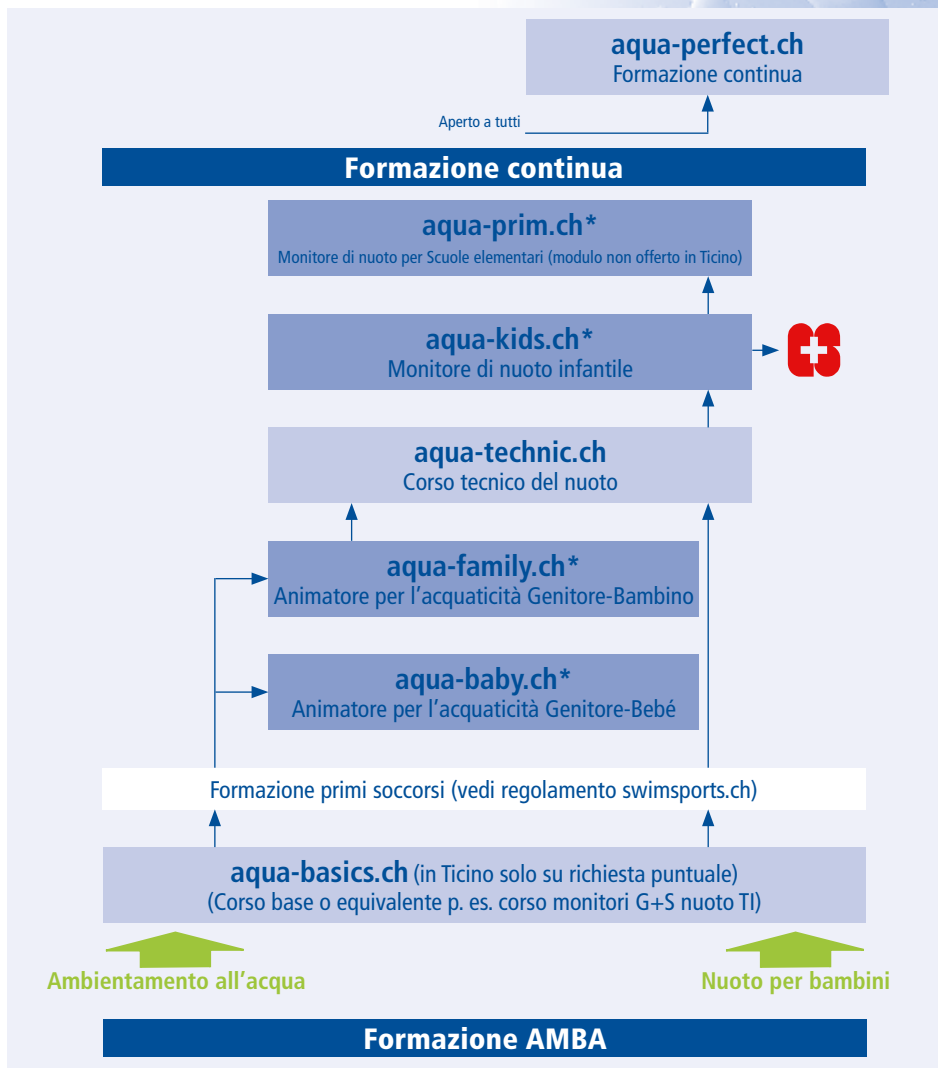 aqua-perfect.ch
Formazione continua
Aperto a tutti
Formazione continua
aqua-prim.ch*
Monitore di nuoto per Scuole elementari (modulo non offerto in Ticino)
aqua-kids.ch*
Monitore di nuoto infantile
aqua-technic.ch
Corso tecnico del nuoto
aqua-family.ch*
Animatore per l'acquaticità Genitore-Bambino
aqua-baby.ch*
Animatore per l'acquaticità Genitore-Bebé
Formazione primi soccorsi (vedi regolamento swimsports.ch)
aqua-basics.ch (in Ticino solo su richiesta puntuale)
(Corso base o equivalente p. es. corso monitori G+S nuoto TI)
Ambientamento all'acqua
Nuoto per bambini
Formazione AMBA